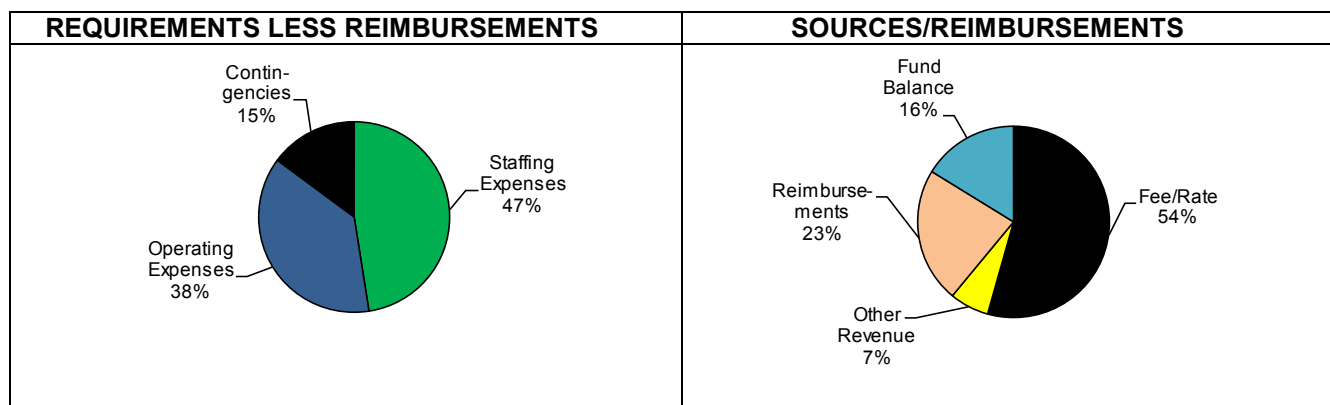 REQUIREMENTS LESS REIMBURSEMENTS
Contin-
gencies
15%
Staffing
Expenses
47%
Operating
Expenses
38%
SOURCES/REIMBURSEMENTS
Fund
Balance
16%
Fee/Rate
54%
Reimburse-
ments
23%
Other
Revenue
7%